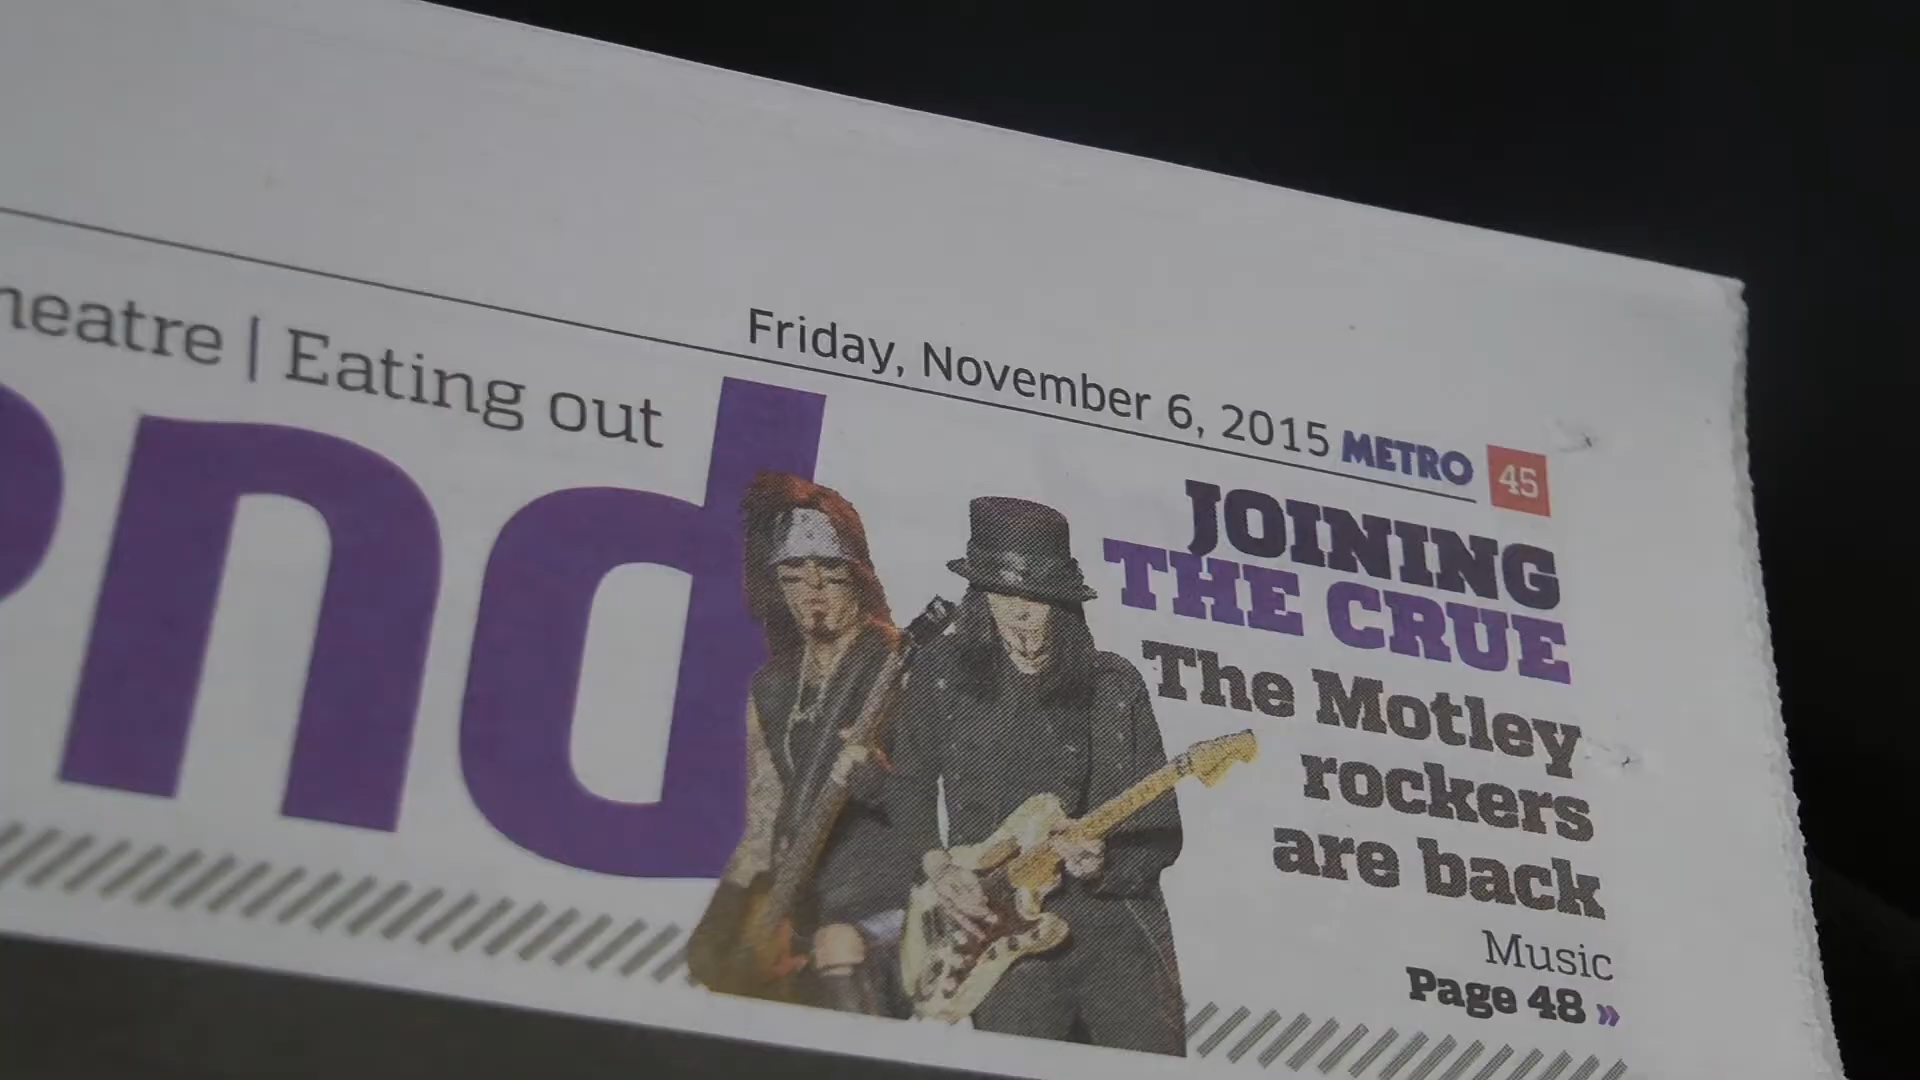 Friday, November 6, 2015 METRO 45
heatre | Eating out
nd
JOINING
THE CRUE
The Motley
rockers
are back
Music
Page 48 »